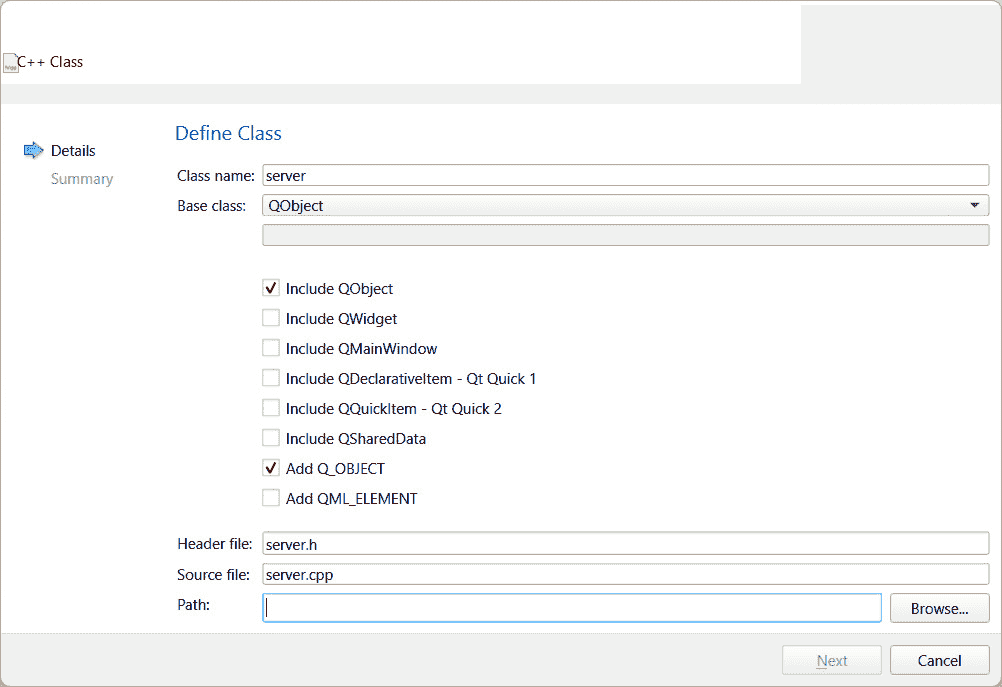 C++ Class
Define Class
Details
Summary
Class name: server
Base class: QObject
Include QObject
Include QWidget
Include QMainWindow
Include QDeclarativeItem - Qt Quick 1
Include QQuickItem - Qt Quick 2
Include QSharedData
Add Q_OBJECT
Add QML_ELEMENT
Header file: server.h
Source file: server.cpp
Path: Browse...
Next Cancel